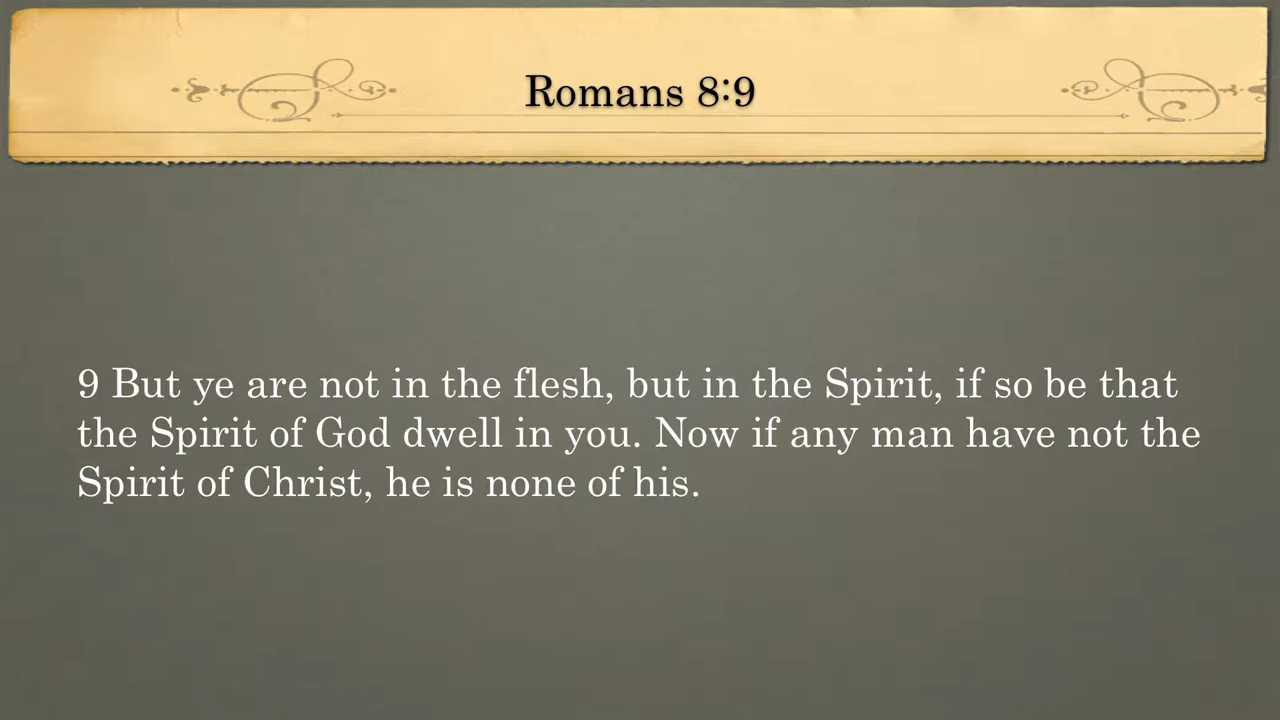 Romans 8:9
9 But ye are not in the flesh, but in the Spirit, if so be that
the Spirit of God dwell in you. Now if any man have not the
Spirit of Christ, he is none of his.